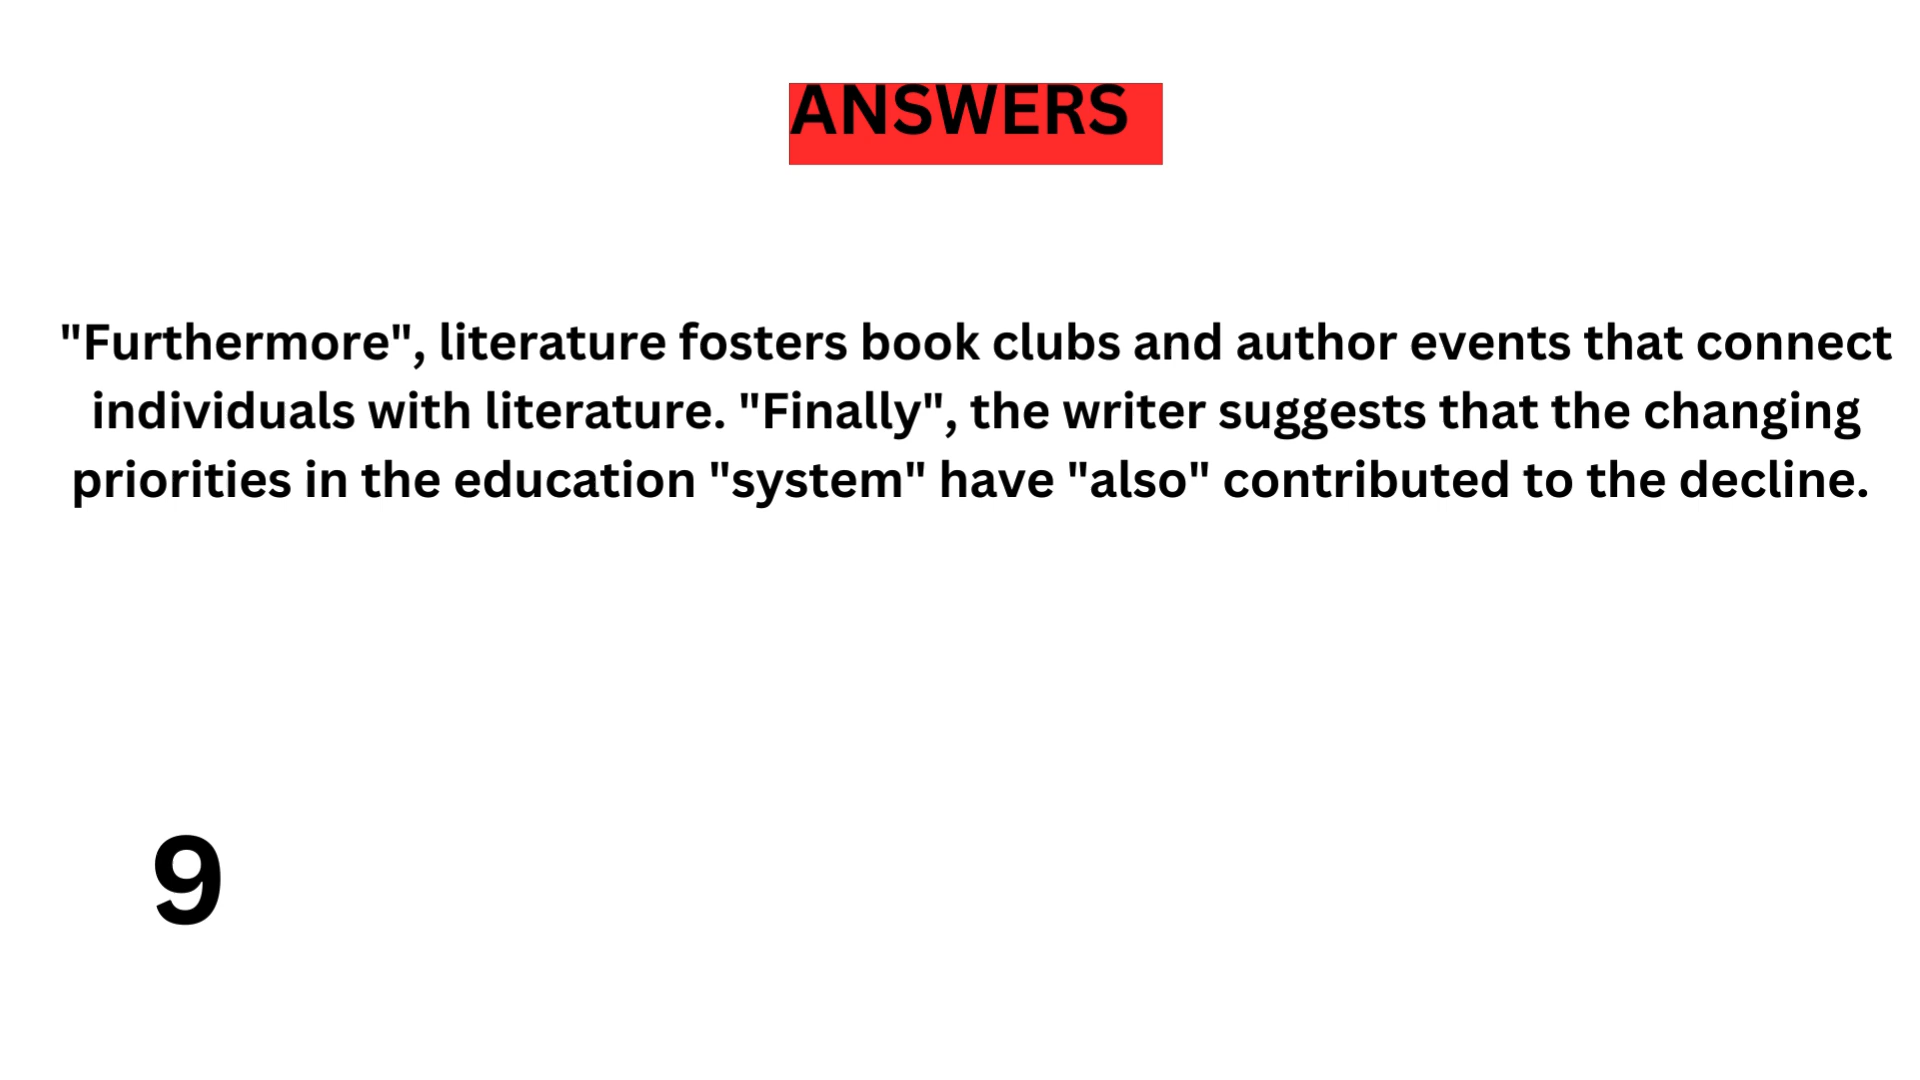 ANSWERS
"Furthermore", literature fosters book clubs and author events that connect
individuals with literature. "Finally", the writer suggests that the changing
priorities in the education "system" have "also" contributed to the decline.
9